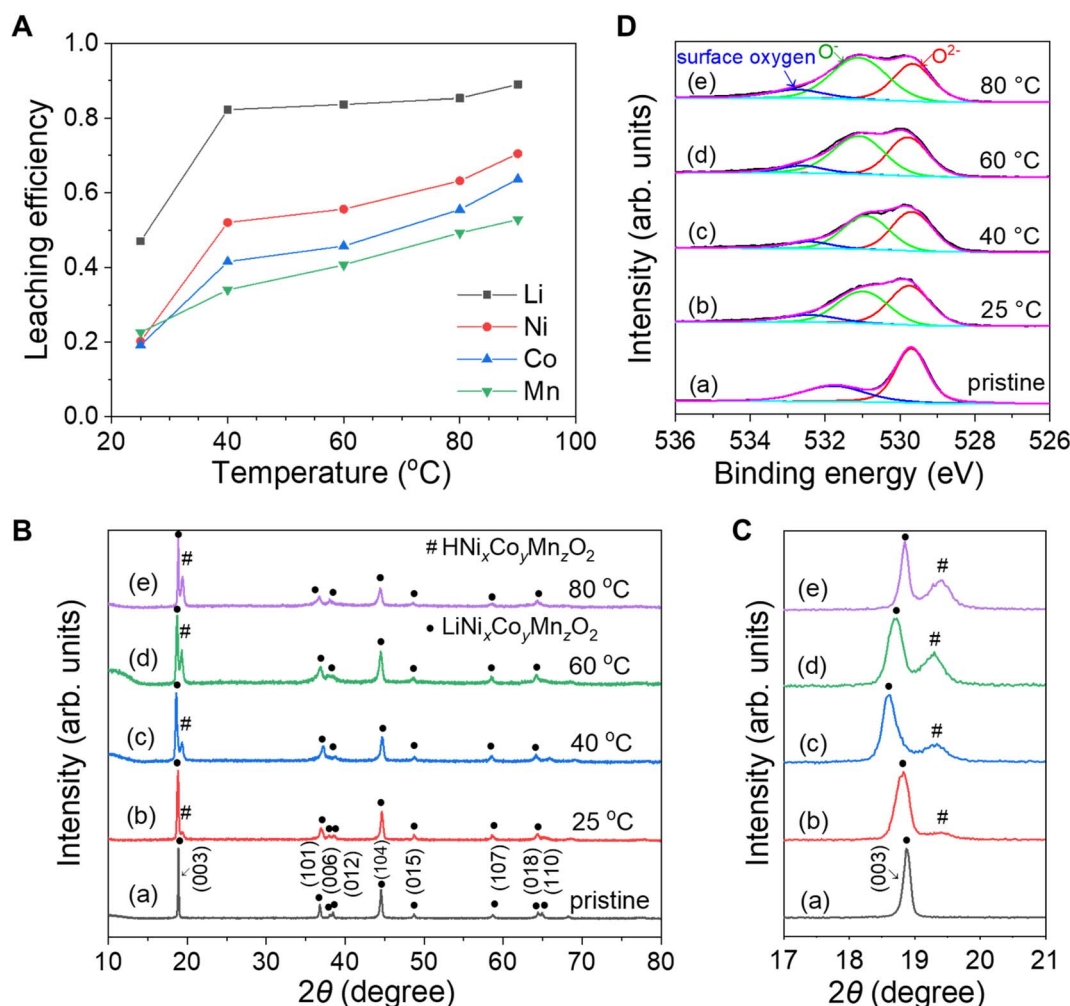 A
1.0
0.8
0.6
0.4
0.2
0.0
20
40
60
80
100
Leaching efficiency
Temperature (°C)
Li
Ni
Co
Mn
D
surface oxygen
O⁻
O²⁻
(e)
80 °C
(d)
60 °C
(c)
40 °C
(b)
25 °C
(a)
pristine
536
534
532
530
528
526
Intensity (arb. units)
Binding energy (eV)
B
# HNiₓCoᵧMn𝓏O₂
(e)
80 °C
• LiNiₓCoᵧMn𝓏O₂
(d)
60 °C
(c)
40 °C
(b)
25 °C
(003)
(101)
(006)
(012)
(104)
(015)
(107)
(018)
(110)
(a)
pristine
#
#
#
#
10
20
30
40
50
60
70
80
Intensity (arb. units)
2θ (degree)
C
(e)
#
(d)
#
(c)
#
(b)
#
(003)
(a)
17
18
19
20
21
Intensity (arb. units)
2θ (degree)